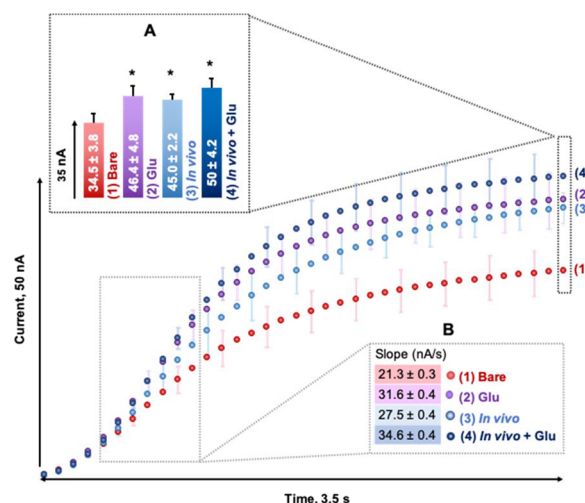 A
*
*
*
35 nA
34.5 ± 3.8
(1) Bare
46.4 ± 4.8
(2) Glu
45.0 ± 2.2
(3) In vivo
50 ± 4.2
(4) In vivo + Glu
Current, 50 nA
(4
(2
(3
(1
B
Slope (nA/s)
21.3 ± 0.3 (1) Bare
31.6 ± 0.4 (2) Glu
27.5 ± 0.4 (3) In vivo
34.6 ± 0.4 (4) In vivo + Glu
Time, 3.5 s